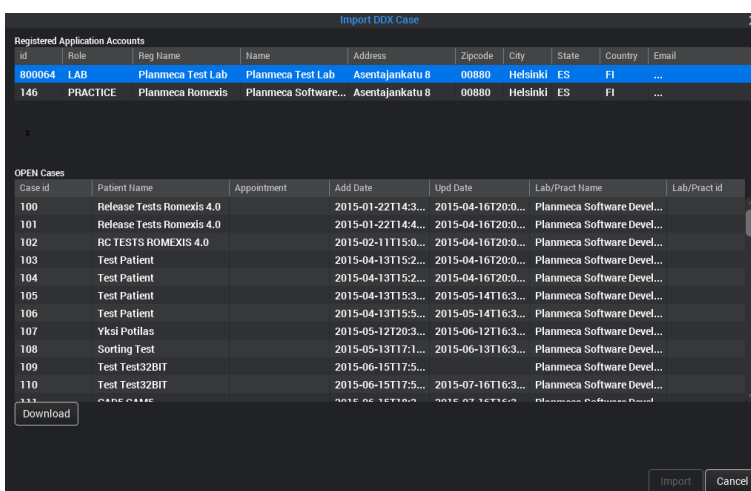 Import DDX Case
Registered Application Accounts
id Role Reg Name Name Address Zipcode City State Country Email
800064 LAB Planmeca Test Lab Planmeca Test Lab Asentajankatu 8 00880 Helsinki ES FI ...
146 PRACTICE Planmeca Romexis Planmeca Software... Asentajankatu 8 00880 Helsinki ES FI ...
OPEN Cases
Case id Patient Name Appointment Add Date Upd Date Lab/Pract Name Lab/Pract id
100 Release Tests Romexis 4.0 2015-01-22T14:3... 2015-04-16T20:0... Planmeca Software Devel...
101 Release Tests Romexis 4.0 2015-01-22T14:4... 2015-04-16T20:0... Planmeca Software Devel...
102 RC TESTS ROMEXIS 4.0 2015-02-11T15:0... 2015-04-16T20:0... Planmeca Software Devel...
103 Test Patient 2015-04-13T15:2... 2015-04-16T20:0... Planmeca Software Devel...
104 Test Patient 2015-04-13T15:2... 2015-04-16T20:0... Planmeca Software Devel...
105 Test Patient 2015-04-13T15:3... 2015-05-14T16:3... Planmeca Software Devel...
106 Test Patient 2015-04-13T15:5... 2015-05-14T16:3... Planmeca Software Devel...
107 Yksi Potilas 2015-05-12T20:3... 2015-06-12T16:3... Planmeca Software Devel...
108 Sorting Test 2015-05-13T17:1... 2015-06-13T16:3... Planmeca Software Devel...
109 Test Test32BIT 2015-06-15T17:5... Planmeca Software Devel...
110 Test Test32BIT 2015-06-15T17:5... 2015-07-16T16:3... Planmeca Software Devel...
Download
Import Cancel